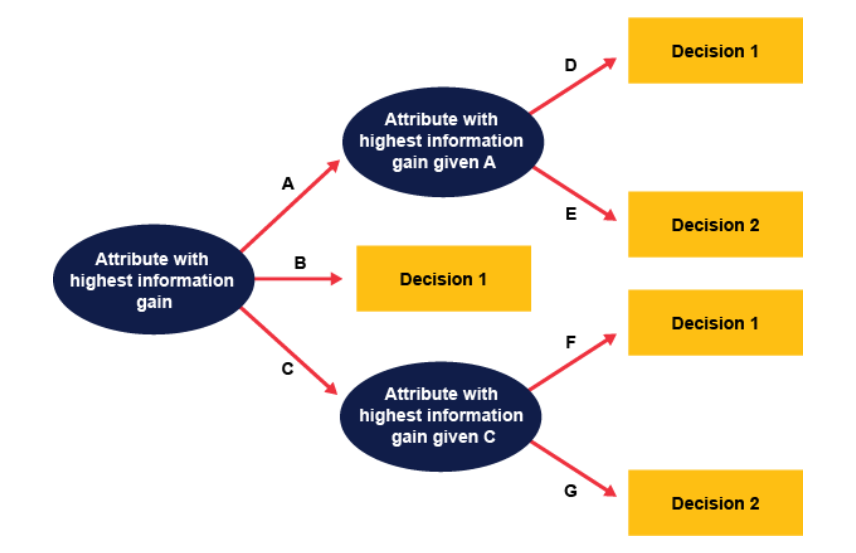 D
Decision 1
Attribute with
highest information
gain given A
A
E
Decision 2
Attribute with
highest information
gain
B
Decision 1
C
F
Decision 1
Attribute with
highest information
gain given C
G
Decision 2